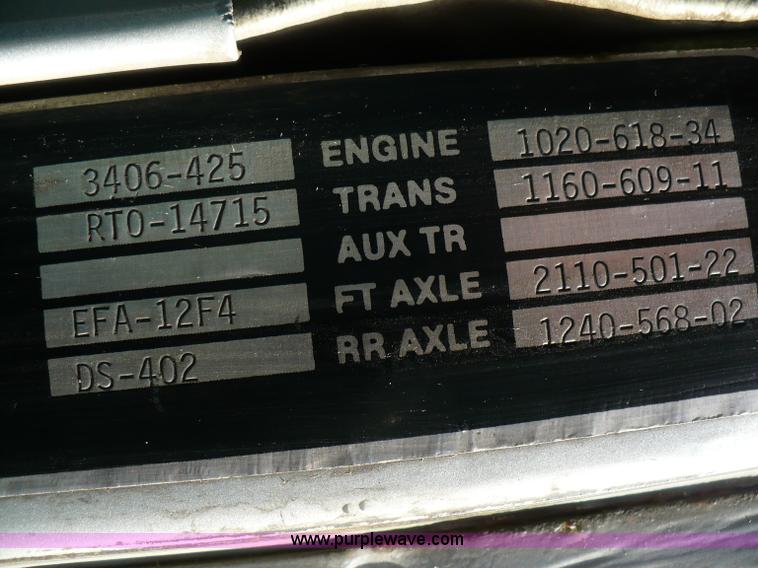 3406-425 ENGINE 1020-618-34
RTO-14715 TRANS 1160-609-11
AUX TR
EFA-12F4 FT AXLE 2110-501-22
DS-402 RR AXLE 1240-568-02
www.purplewave.com